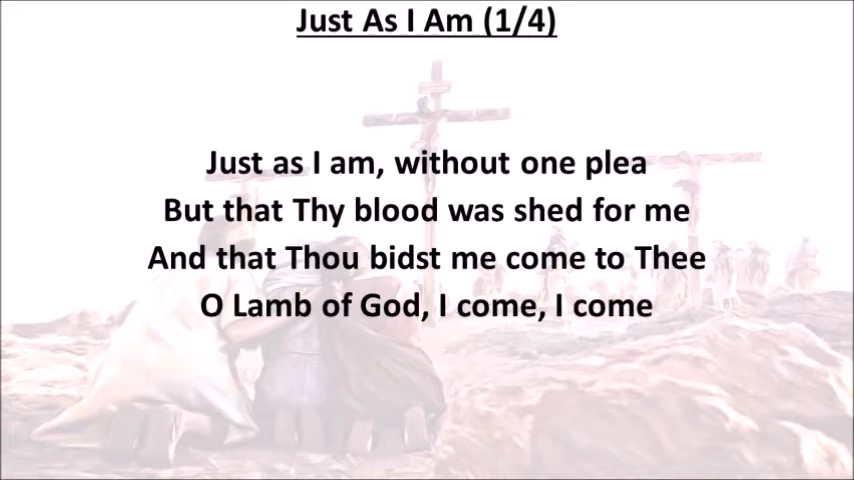 Just As I Am (1/4)
Just as I am, without one plea
But that Thy blood was shed for me
And that Thou bidst me come to Thee
O Lamb of God, I come, I come